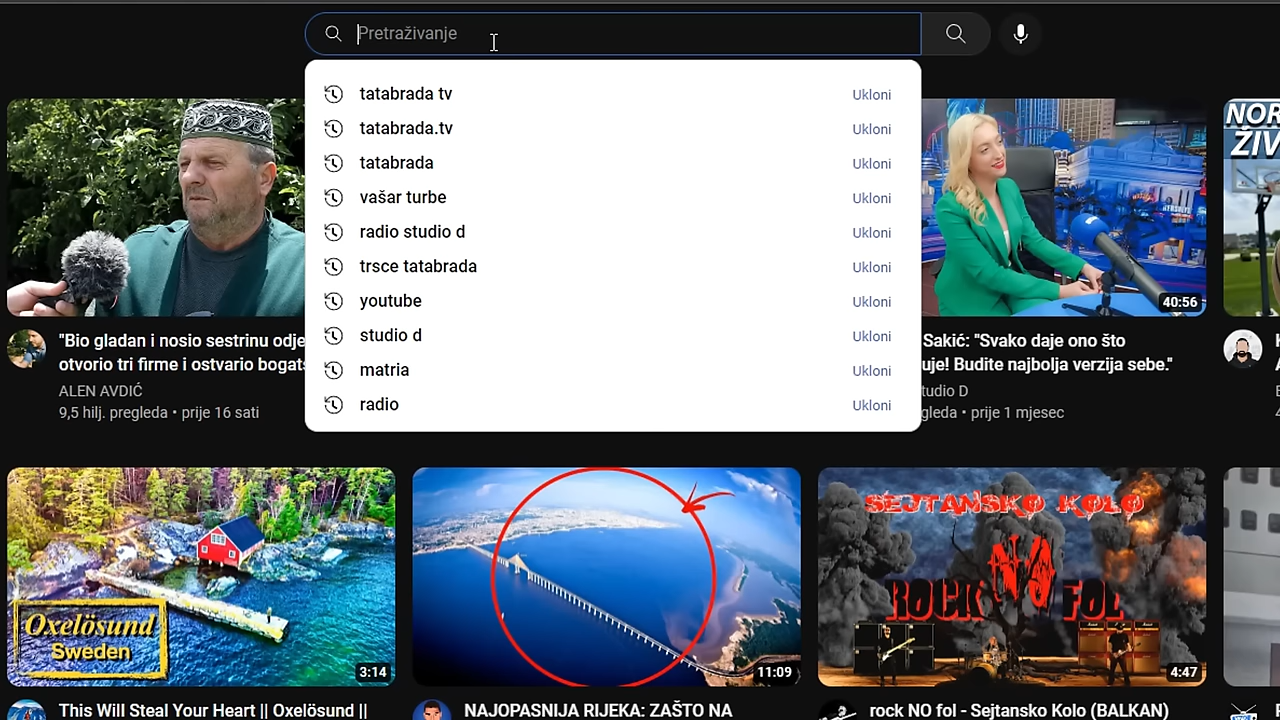 Pretraživanje
tatabrada tv Ukloni
tatabrada.tv Ukloni
tatabrada Ukloni
vašar turbe Ukloni
radio studio d Ukloni
trsce tatabrada Ukloni
youtube Ukloni
studio d Ukloni
matria Ukloni
radio Ukloni
40:56
"Bio gladan i nosio sestrinu odje
otvorio tri firme i ostvario bogats
ALEN AVDIĆ
9,5 hilj. pregleda • prije 16 sati
Sakić: "Svako daje ono što
uje! Budite najbolja verzija sebe."
tudio D
gleda • prije 1 mjesec
NOR
ŽIV
Oxelösund
Sweden
3:14
11:09
SEJTANSKO KOLO
ROCK NO FOL
4:47
This Will Steal Your Heart || Oxelösund ||
NAJOPASNIJA RIJEKA: ZAŠTO NA
rock NO fol - Sejtansko Kolo (BALKAN)